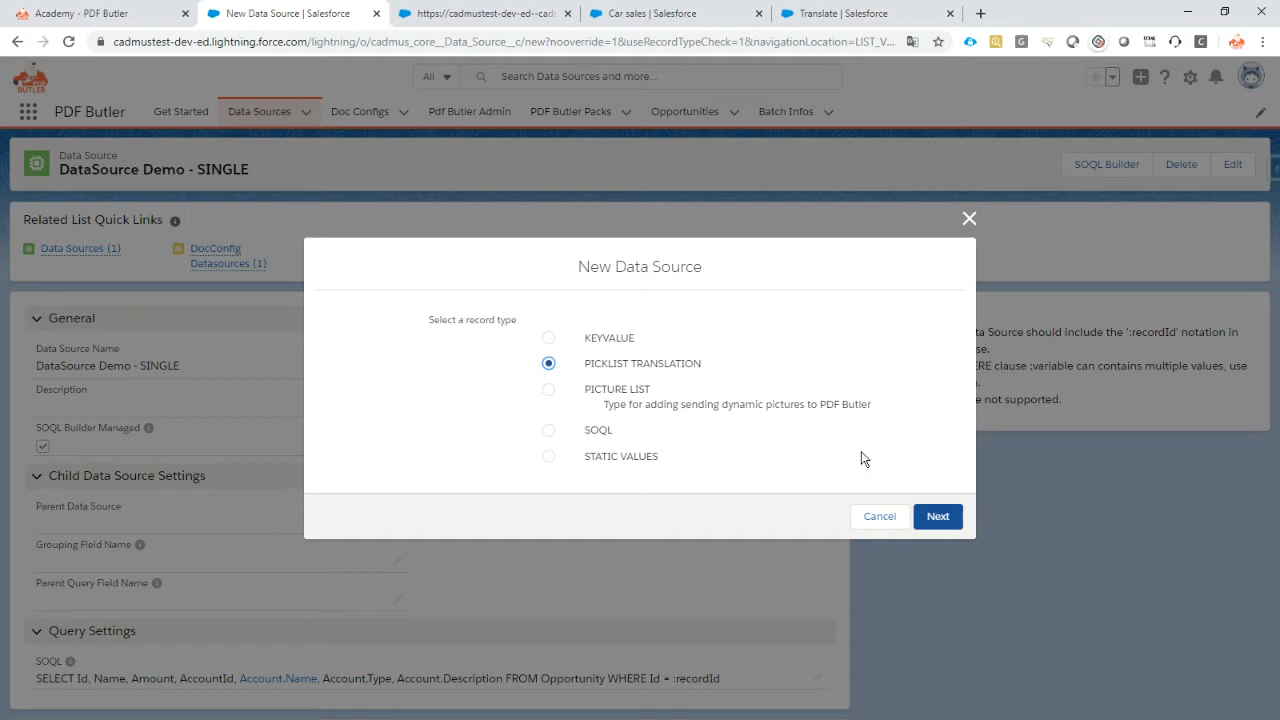 Academy - PDF Butler
New Data Source | Salesforce
https://cadmustest-dev-ed--cadn
Car sales | Salesforce
Translate | Salesforce
cadmustest-dev-ed.lightning.force.com/lightning/o/cadmus_core__Data_Source__c/new?nooverride=1&useRecordTypeCheck=1&navigationLocation=LIST_V...
BUTLER
All
Search Data Sources and more...
PDF Butler
Get Started
Data Sources
Doc Configs
Pdf Butler Admin
PDF Butler Packs
Opportunities
Batch Infos
Data Source
DataSource Demo - SINGLE
SOQL Builder
Delete
Edit
Related List Quick Links
Data Sources (1)
DocConfig
Datasources (1)
New Data Source
Select a record type
KEYVALUE
PICKLIST TRANSLATION
PICTURE LIST
Type for adding sending dynamic pictures to PDF Butler
SOQL
STATIC VALUES
Cancel
Next
General
Data Source Name
DataSource Demo - SINGLE
Description
SOQL Builder Managed
Child Data Source Settings
Parent Data Source
Grouping Field Name
Parent Query Field Name
Query Settings
SOQL
SELECT Id, Name, Amount, AccountId, Account.Name, Account.Type, Account.Description FROM Opportunity WHERE Id = :recordId
Data Source should include the ':recordId' notation in
se.
ERE clause :variable can contains multiple values, use
n.
re not supported.